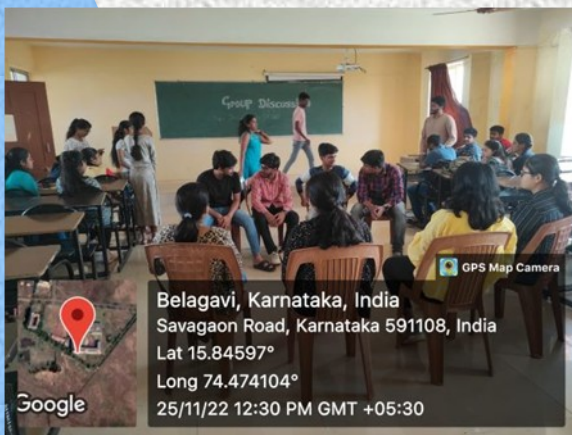 Group Discussion
GPS Map Camera
Belagavi, Karnataka, India
Savagaon Road, Karnataka 591108, India
Lat 15.84597°
Long 74.474104°
25/11/22 12:30 PM GMT +05:30
Google